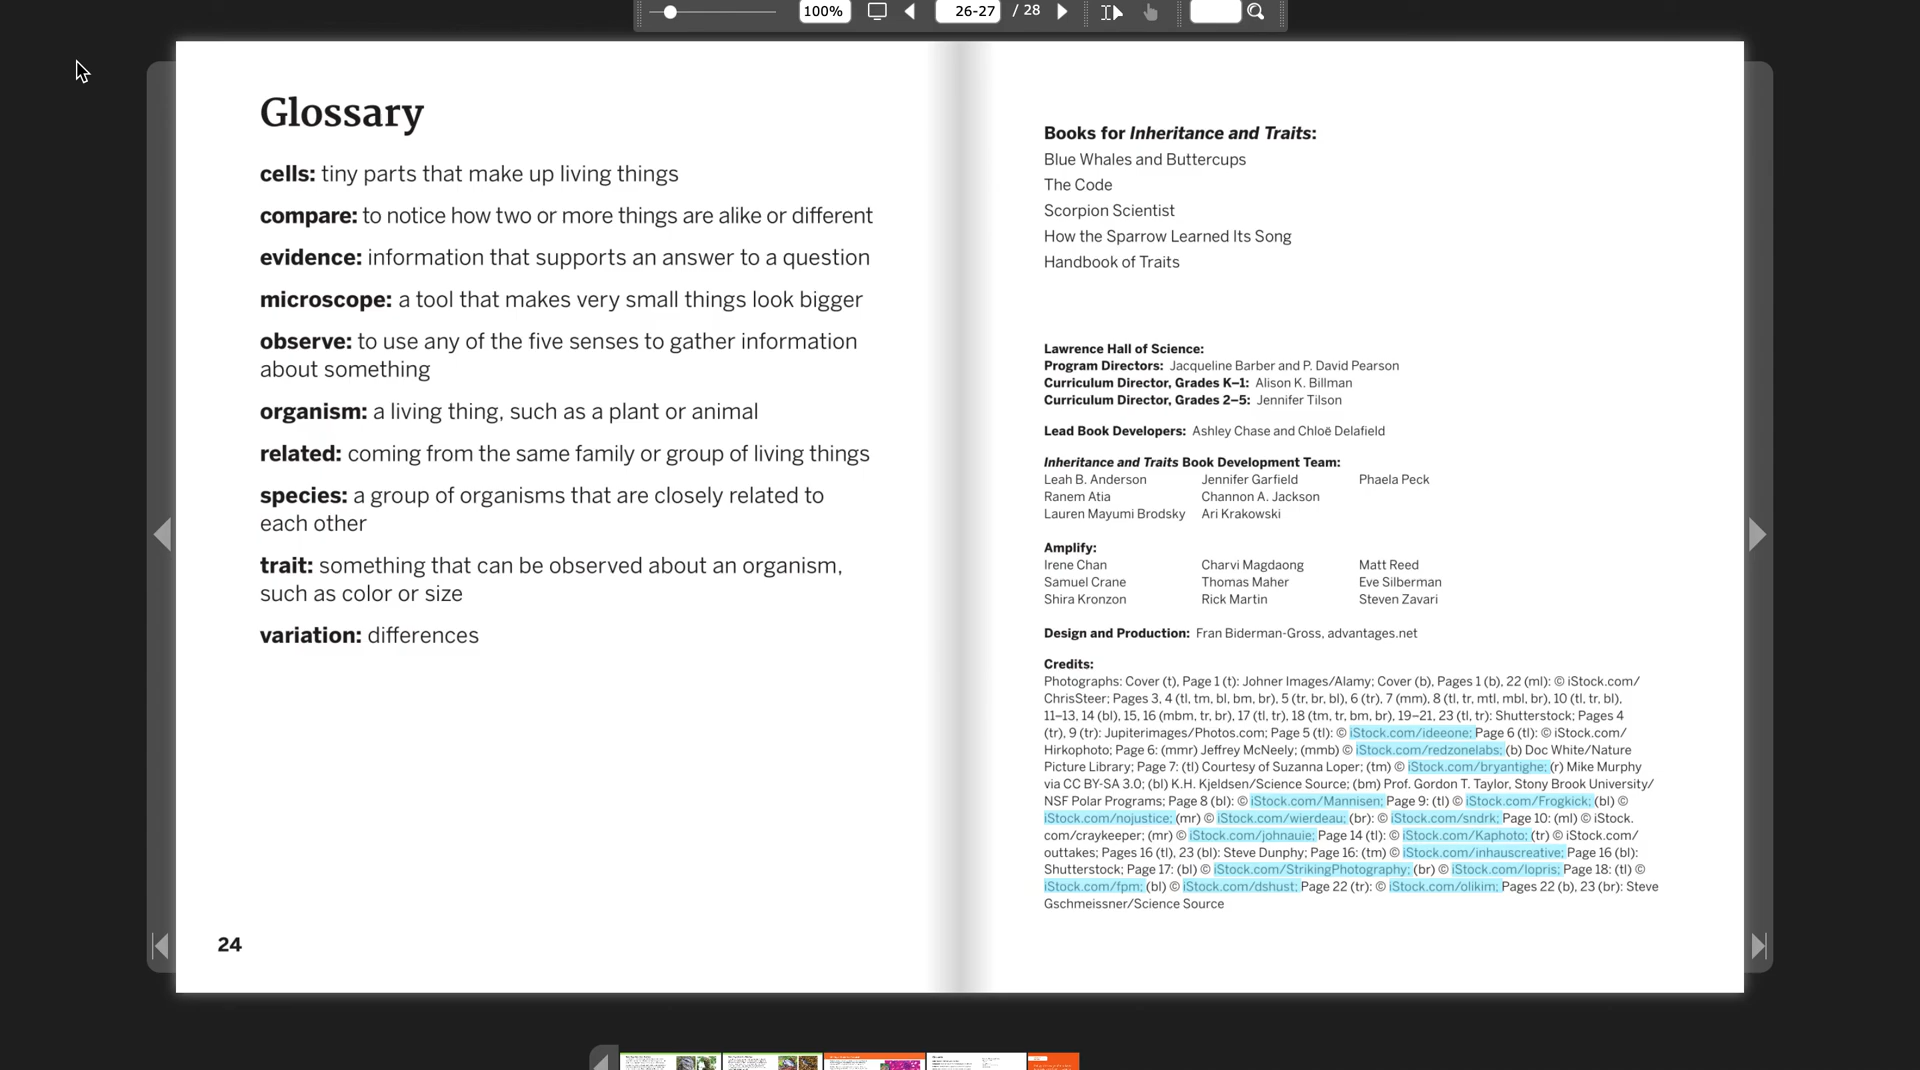 100%
26-27 / 28
Glossary
cells: tiny parts that make up living things
compare: to notice how two or more things are alike or different
evidence: information that supports an answer to a question
microscope: a tool that makes very small things look bigger
observe: to use any of the five senses to gather information
about something
organism: a living thing, such as a plant or animal
related: coming from the same family or group of living things
species: a group of organisms that are closely related to
each other
trait: something that can be observed about an organism,
such as color or size
variation: differences
24
Books for Inheritance and Traits:
Blue Whales and Buttercups
The Code
Scorpion Scientist
How the Sparrow Learned Its Song
Handbook of Traits
Lawrence Hall of Science:
Program Directors: Jacqueline Barber and P. David Pearson
Curriculum Director, Grades K–1: Alison K. Billman
Curriculum Director, Grades 2–5: Jennifer Tilson
Lead Book Developers: Ashley Chase and Chloë Delafield
Inheritance and Traits Book Development Team:
Leah B. Anderson Jennifer Garfield Phaela Peck
Ranem Atia Channon A. Jackson
Lauren Mayumi Brodsky Ari Krakowski
Amplify:
Irene Chan Charvi Magdaong Matt Reed
Samuel Crane Thomas Maher Eve Silberman
Shira Kronzon Rick Martin Steven Zavari
Design and Production: Fran Biderman-Gross, advantages.net
Credits:
Photographs: Cover (t), Page 1 (t): Johner Images/Alamy; Cover (b), Pages 1 (b), 22 (ml): © iStock.com/
ChrisSteer; Pages 3, 4 (tl, tm, bl, bm, br), 5 (tr, br, bl), 6 (tr), 7 (mm), 8 (tl, tr, mtl, mbl, br), 10 (tl, tr, bl),
11–13, 14 (bl), 15, 16 (mbm, tr, br), 17 (tl, tr), 18 (tm, tr, bm, br), 19–21, 23 (tl, tr): Shutterstock; Pages 4
(tr), 9 (tr): Jupiterimages/Photos.com; Page 5 (tl): © iStock.com/ideeone; Page 6 (tl): © iStock.com/
Hirkophoto; Page 6: (mmr) Jeffrey McNeely; (mmb) © iStock.com/redzonelabs; (b) Doc White/Nature
Picture Library; Page 7: (tl) Courtesy of Suzanna Loper; (tm) © iStock.com/bryantighe; (r) Mike Murphy
via CC BY-SA 3.0; (bl) K.H. Kjeldsen/Science Source; (bm) Prof. Gordon T. Taylor, Stony Brook University/
NSF Polar Programs; Page 8 (bl): © iStock.com/Mannisen; Page 9: (tl) © iStock.com/Frogkick; (bl) ©
iStock.com/nojustice; (mr) © iStock.com/wierdeau; (br): © iStock.com/sndrk; Page 10: (ml) © iStock.
com/craykeeper; (mr) © iStock.com/johnauie; Page 14 (tl): © iStock.com/Kaphoto; (tr) © iStock.com/
outtakes; Pages 16 (tl), 23 (bl): Steve Dunphy; Page 16: (tm) © iStock.com/inhauscreative; Page 16 (bl):
Shutterstock; Page 17: (bl) © iStock.com/StrikingPhotography; (br) © iStock.com/lopris; Page 18: (tl) ©
iStock.com/fpm; (bl) © iStock.com/dshust; Page 22 (tr): © iStock.com/olikim; Pages 22 (b), 23 (br): Steve
Gschmeissner/Science Source